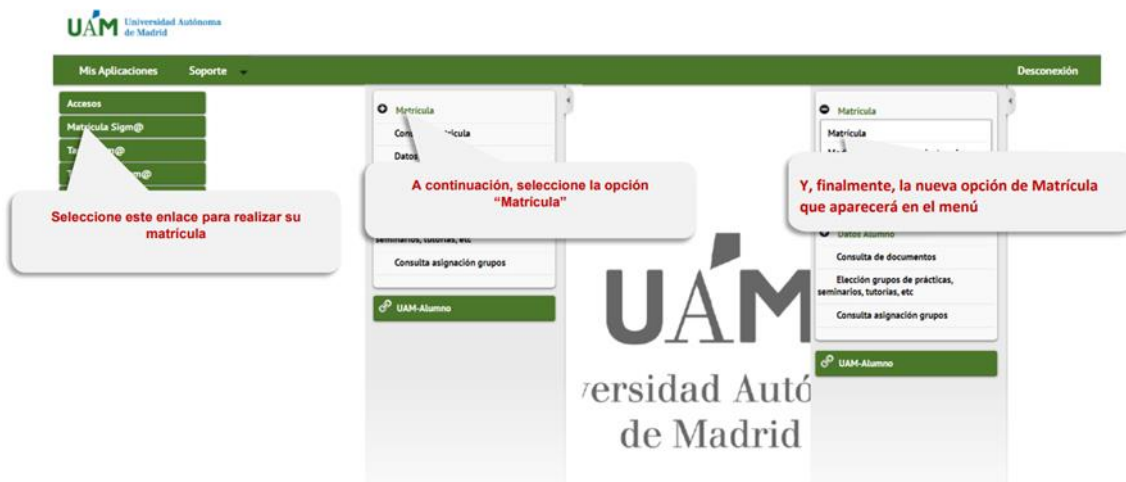 UAM Universidad Autónoma
de Madrid
Mis Aplicaciones Soporte Desconexión
Accesos
Matrícula Sigm@
Seleccione este enlace para realizar su
matrícula
Matrícula
Datos
A continuación, seleccione la opción
“Matrícula”
seminarios, tutorías, etc
Consulta asignación grupos
UAM-Alumno
UÁM
versidad Autó
de Madrid
Matrícula
Matrícula
Y, finalmente, la nueva opción de Matrícula
que aparecerá en el menú
Datos Alumno
Consulta de documentos
Elección grupos de prácticas,
seminarios, tutorías, etc
Consulta asignación grupos
UAM-Alumno